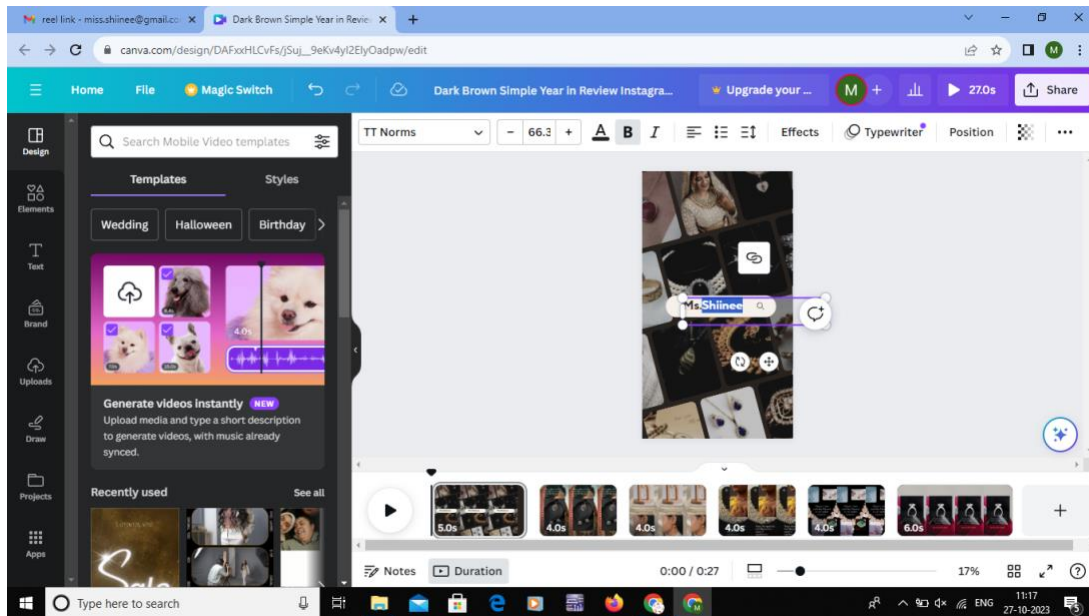 reel link - miss.shiinee@gmail.co
Dark Brown Simple Year in Review
canva.com/design/DAFxxHLCvFs/jSuj__9eKv4yI2ElyOadpw/edit
M
Home File Magic Switch Dark Brown Simple Year in Review Instagra... Upgrade your ... M + 27.0s Share
Design
Elements
Text
Brand
Uploads
Draw
Projects
Apps
Search Mobile Video templates
Templates Styles
Wedding Halloween Birthday
4.0s
Generate videos instantly NEW
Upload media and type a short description
to generate videos, with music already
synced.
Recently used See all
Sale
TT Norms - 66.3 + A B I Effects Typewriter Position
Ms.Shiinee
5.0s 4.0s 4.0s 4.0s 4.0s 6.0s
Notes Duration 0:00 / 0:27 17%
Type here to search
ENG
11:17
27-10-2023